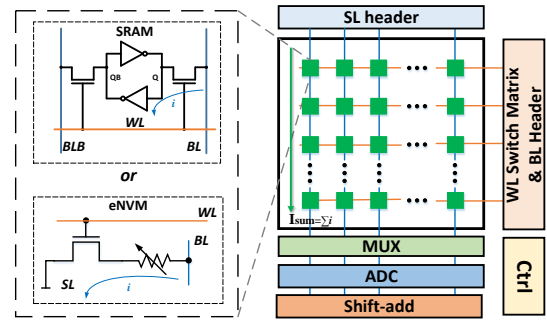 SRAM
QB
Q
i
WL
BLB
BL
or
eNVM
WL
BL
SL
i
SL header
Isum=∑i
WL Switch Matrix
& BL Header
MUX
ADC
Shift-add
Ctrl